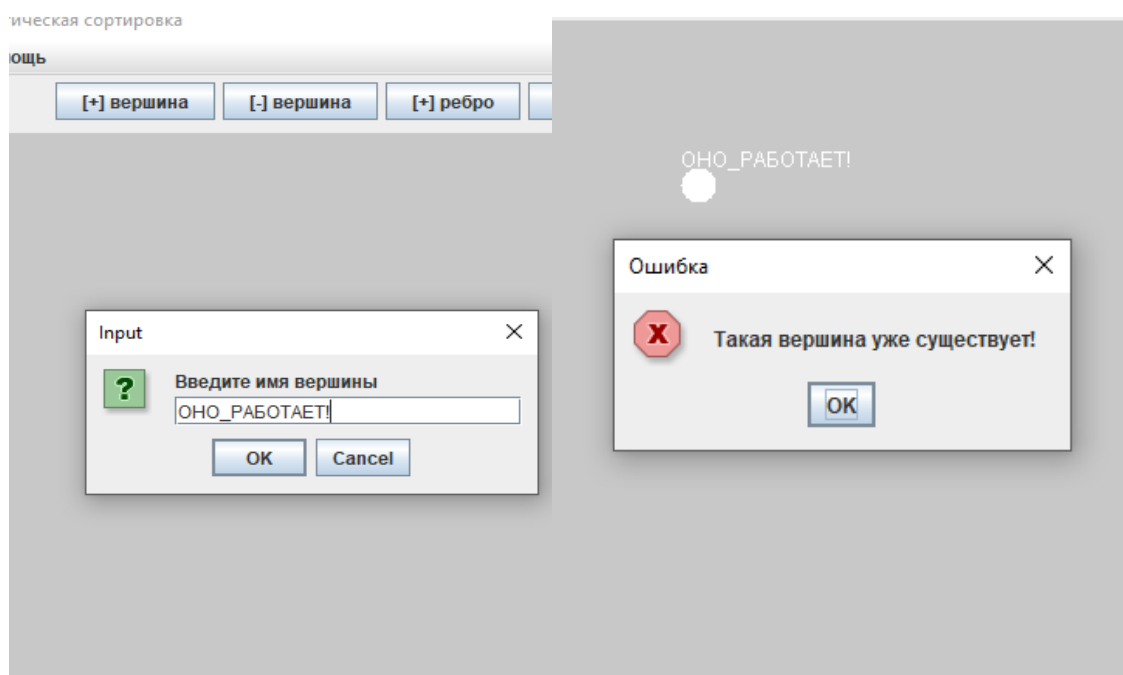 тическая сортировка
ощь
[+] вершина
[-] вершина
[+] ребро
Input
Введите имя вершины
ОНО_РАБОТАЕТ!
OK
Cancel
ОНО_РАБОТАЕТ!
Ошибка
Такая вершина уже существует!
OK